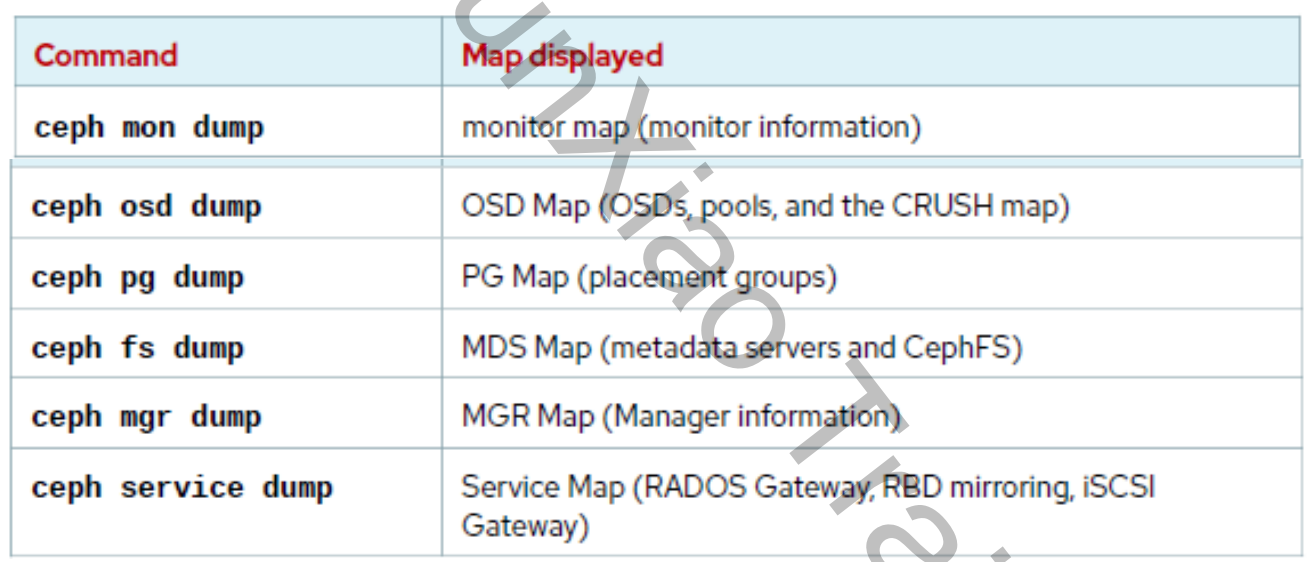 Command Map displayed
ceph mon dump monitor map (monitor information)
ceph osd dump OSD Map (OSDs, pools, and the CRUSH map)
ceph pg dump PG Map (placement groups)
ceph fs dump MDS Map (metadata servers and CephFS)
ceph mgr dump MGR Map (Manager information)
ceph service dump Service Map (RADOS Gateway, RBD mirroring, iSCSI
Gateway)